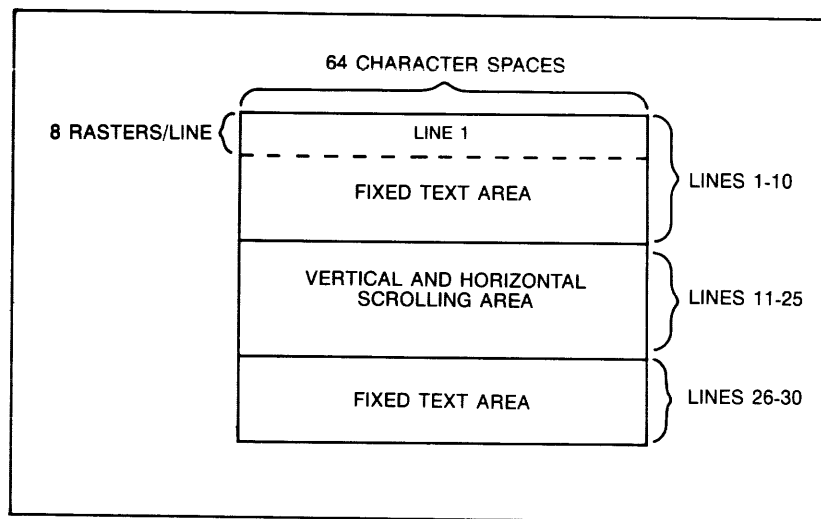 64 CHARACTER SPACES
8 RASTERS/LINE
LINE 1
LINES 1-10
FIXED TEXT AREA
VERTICAL AND HORIZONTAL
SCROLLING AREA
LINES 11-25
FIXED TEXT AREA
LINES 26-30